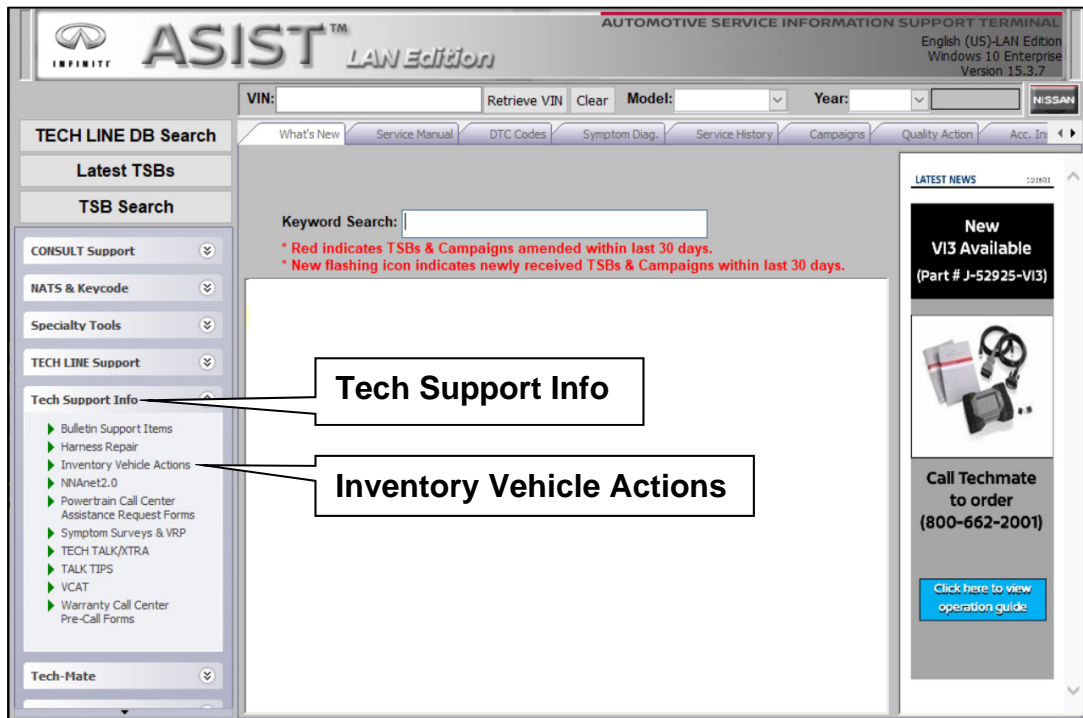 INFINITI
ASIST™
LAN Edition
AUTOMOTIVE SERVICE INFORMATION SUPPORT TERMINAL
English (US)-LAN Edition
Windows 10 Enterprise
Version 15.3.7
VIN:
Retrieve VIN
Clear
Model:
Year:
NISSAN
TECH LINE DB Search
Latest TSBs
TSB Search
What's New
Service Manual
DTC Codes
Symptom Diag.
Service History
Campaigns
Quality Action
Acc. In
Keyword Search:
* Red indicates TSBs & Campaigns amended within last 30 days.
* New flashing icon indicates newly received TSBs & Campaigns within last 30 days.
CONSULT Support
NATS & Keycode
Specialty Tools
TECH LINE Support
Tech Support Info
Bulletin Support Items
Harness Repair
Inventory Vehicle Actions
NNAnet2.0
Powertrain Call Center
Assistance Request Forms
Symptom Surveys & VRP
TECH TALK/XTRA
TALK TIPS
VCAT
Warranty Call Center
Pre-Call Forms
Tech-Mate
Tech Support Info
Inventory Vehicle Actions
LATEST NEWS
New
VI3 Available
(Part # J-52925-VI3)
Call Techmate
to order
(800-662-2001)
Click here to view
operation guide